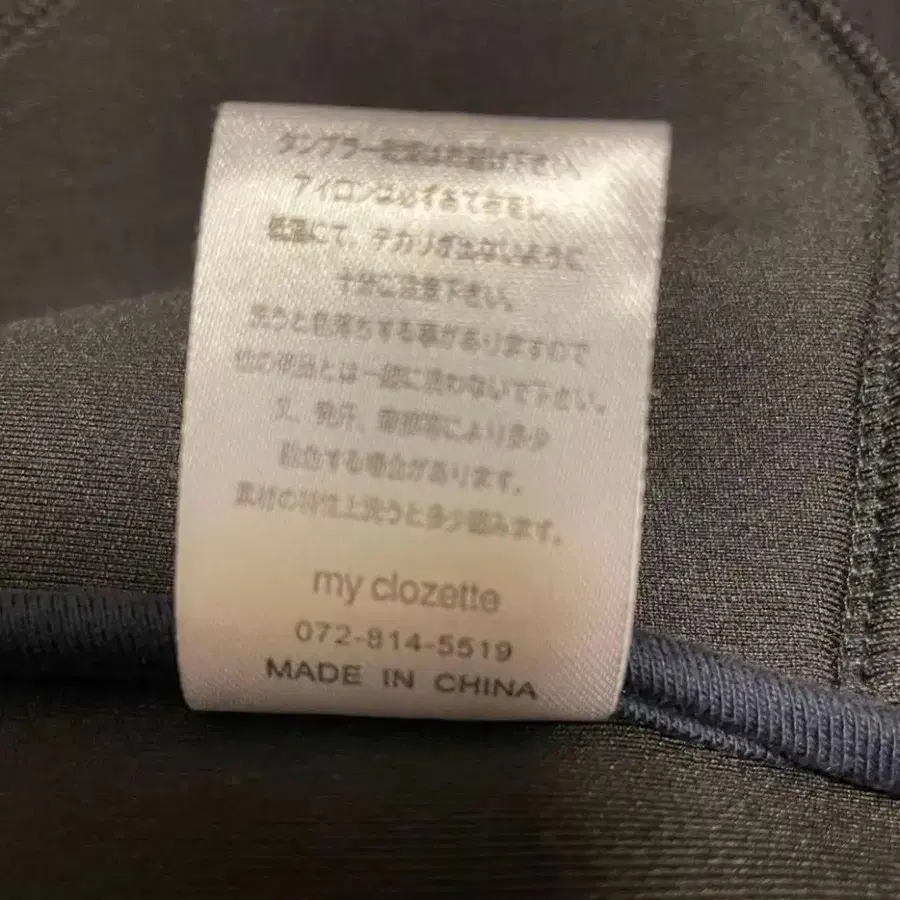 タンブラー乾燥はお避け下さい
アイロンは必ずあて布をし、
低温にて、テカリが出ないように
十分ご注意下さい。
洗うと色落ちする事がありますので
他の商品とは一緒に洗わないで下さい。
又、発汗、摩擦等により多少
移色する場合があります。
素材の特性上洗うと多少縮みます。
my clozette
072-814-5519
MADE IN CHINA